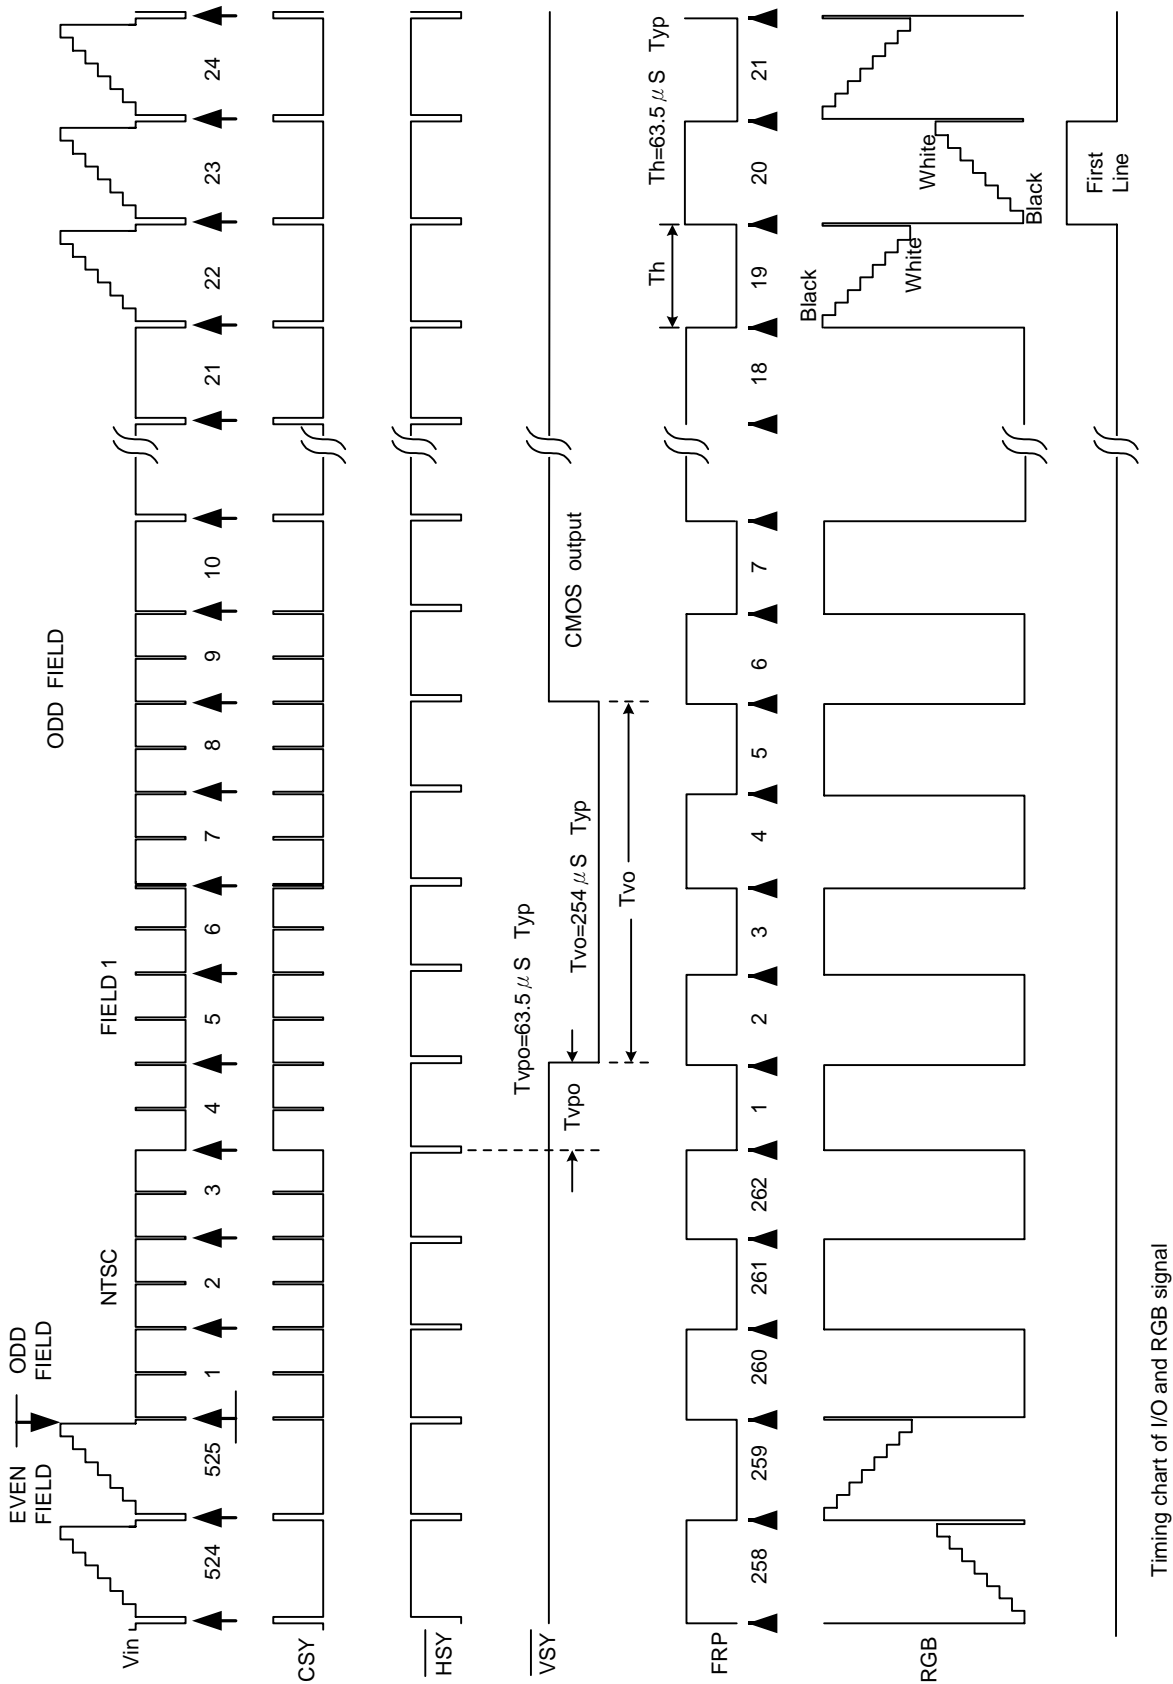 EVEN
FIELD
ODD
FIELD
NTSC
FIELD 1
ODD FIELD
Vin
524
525
1
2
3
4
5
6
7
8
9
10
21
22
23
24
CSY
HSY
VSY
Tvpo=63.5 μS Typ
Tvpo
Tvo=254 μS Typ
Tvo
CMOS output
Th
Th=63.5 μS Typ
FRP
258
259
260
261
262
1
2
3
4
5
6
7
18
19
20
21
RGB
Black
White
White
Black
First
Line
Timing chart of I/O and RGB signal